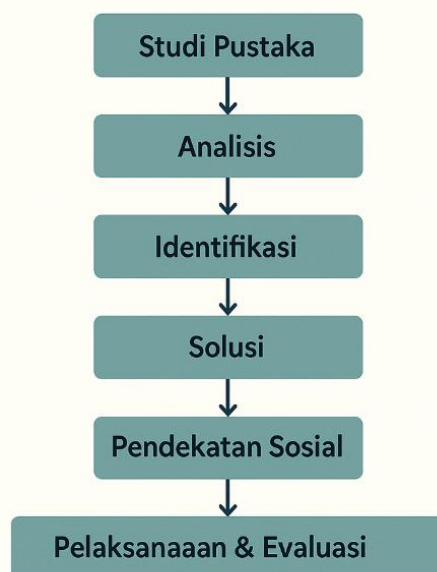 Studi Pustaka
Analisis
Identifikasi
Solusi
Pendekatan Sosial
Pelaksanaaan & Evaluasi